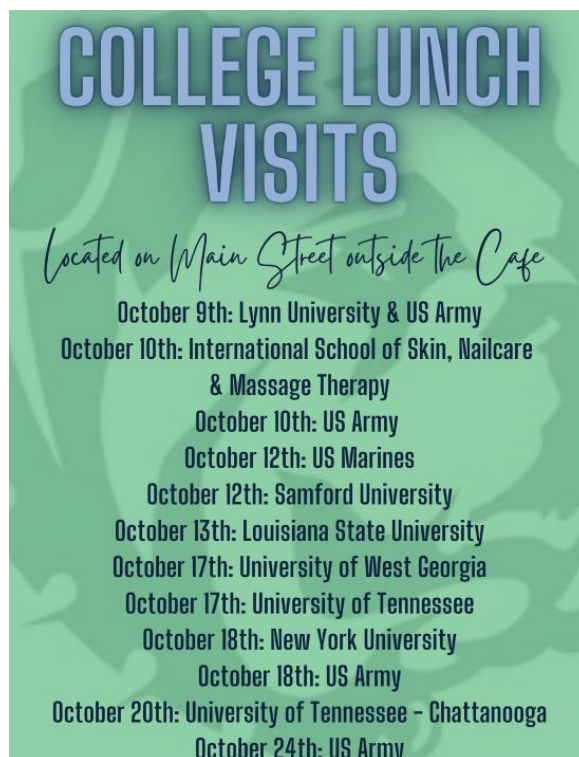 COLLEGE LUNCH
VISITS
Located on Main Street outside the Cafe
October 9th: Lynn University & US Army
October 10th: International School of Skin, Nailcare
& Massage Therapy
October 10th: US Army
October 12th: US Marines
October 12th: Samford University
October 13th: Louisiana State University
October 17th: University of West Georgia
October 17th: University of Tennessee
October 18th: New York University
October 18th: US Army
October 20th: University of Tennessee - Chattanooga
October 24th: US Army